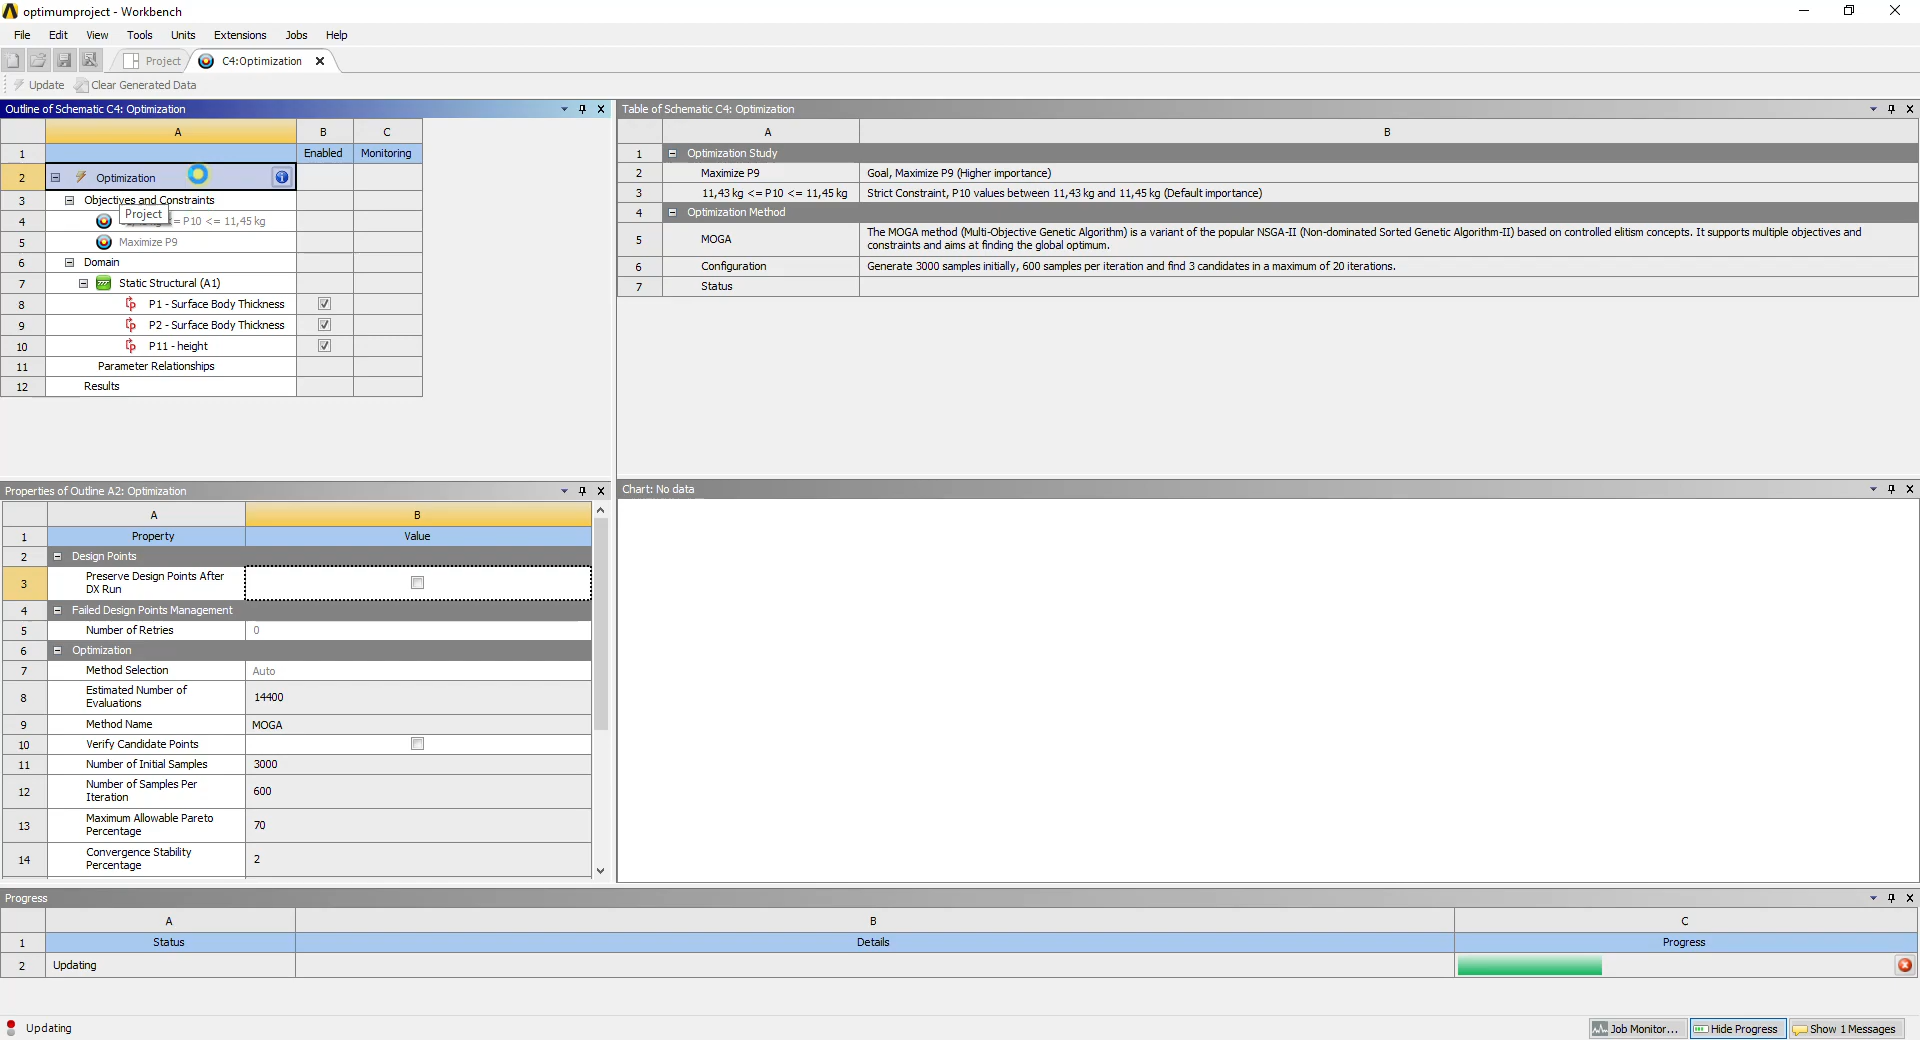 optimumproject - Workbench
File Edit View Tools Units Extensions Jobs Help
Project C4:Optimization
Update Clear Generated Data
Outline of Schematic C4: Optimization
A B C
1 Enabled Monitoring
2 Optimization
3 Objectives and Constraints
Project
4 <= P10 <= 11,45 kg
5 Maximize P9
6 Domain
7 Static Structural (A1)
8 P1 - Surface Body Thickness
9 P2 - Surface Body Thickness
10 P11 - height
11 Parameter Relationships
12 Results
Table of Schematic C4: Optimization
A B
1 Optimization Study
2 Maximize P9 Goal, Maximize P9 (Higher importance)
3 11,43 kg <= P10 <= 11,45 kg Strict Constraint, P10 values between 11,43 kg and 11,45 kg (Default importance)
4 Optimization Method
5 MOGA The MOGA method (Multi-Objective Genetic Algorithm) is a variant of the popular NSGA-II (Non-dominated Sorted Genetic Algorithm-II) based on controlled elitism concepts. It supports multiple objectives and
constraints and aims at finding the global optimum.
6 Configuration Generate 3000 samples initially, 600 samples per iteration and find 3 candidates in a maximum of 20 iterations.
7 Status
Properties of Outline A2: Optimization
A B
1 Property Value
2 Design Points
3 Preserve Design Points After
DX Run
4 Failed Design Points Management
5 Number of Retries 0
6 Optimization
7 Method Selection Auto
8 Estimated Number of
Evaluations 14400
9 Method Name MOGA
10 Verify Candidate Points
11 Number of Initial Samples 3000
12 Number of Samples Per
Iteration 600
13 Maximum Allowable Pareto
Percentage 70
14 Convergence Stability
Percentage 2
Chart: No data
Progress
A B C
1 Status Details Progress
2 Updating
Updating
Job Monitor... Hide Progress Show 1 Messages